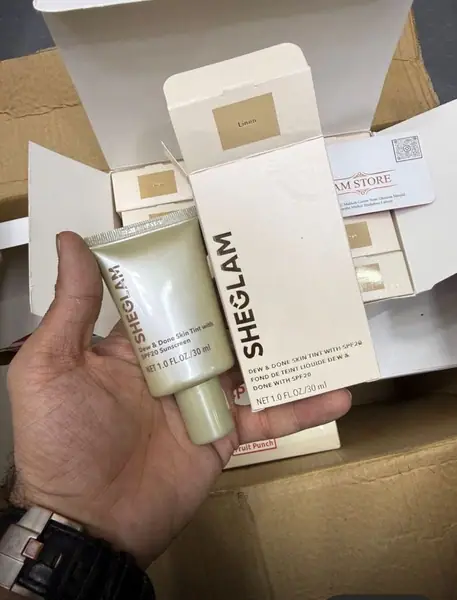 Linen
AM STORE
SHEGLAM
Dew & Done Skin Tint with
SPF20 Sunscreen
NET 1.0 FL.OZ./30 ml
SHEGLAM
DEW & DONE SKIN TINT WITH SPF20
FOND DE TEINT LIQUIDE DEW &
DONE WITH SPF20
NET 1.0 FL.OZ./30 ml
Fruit Punch